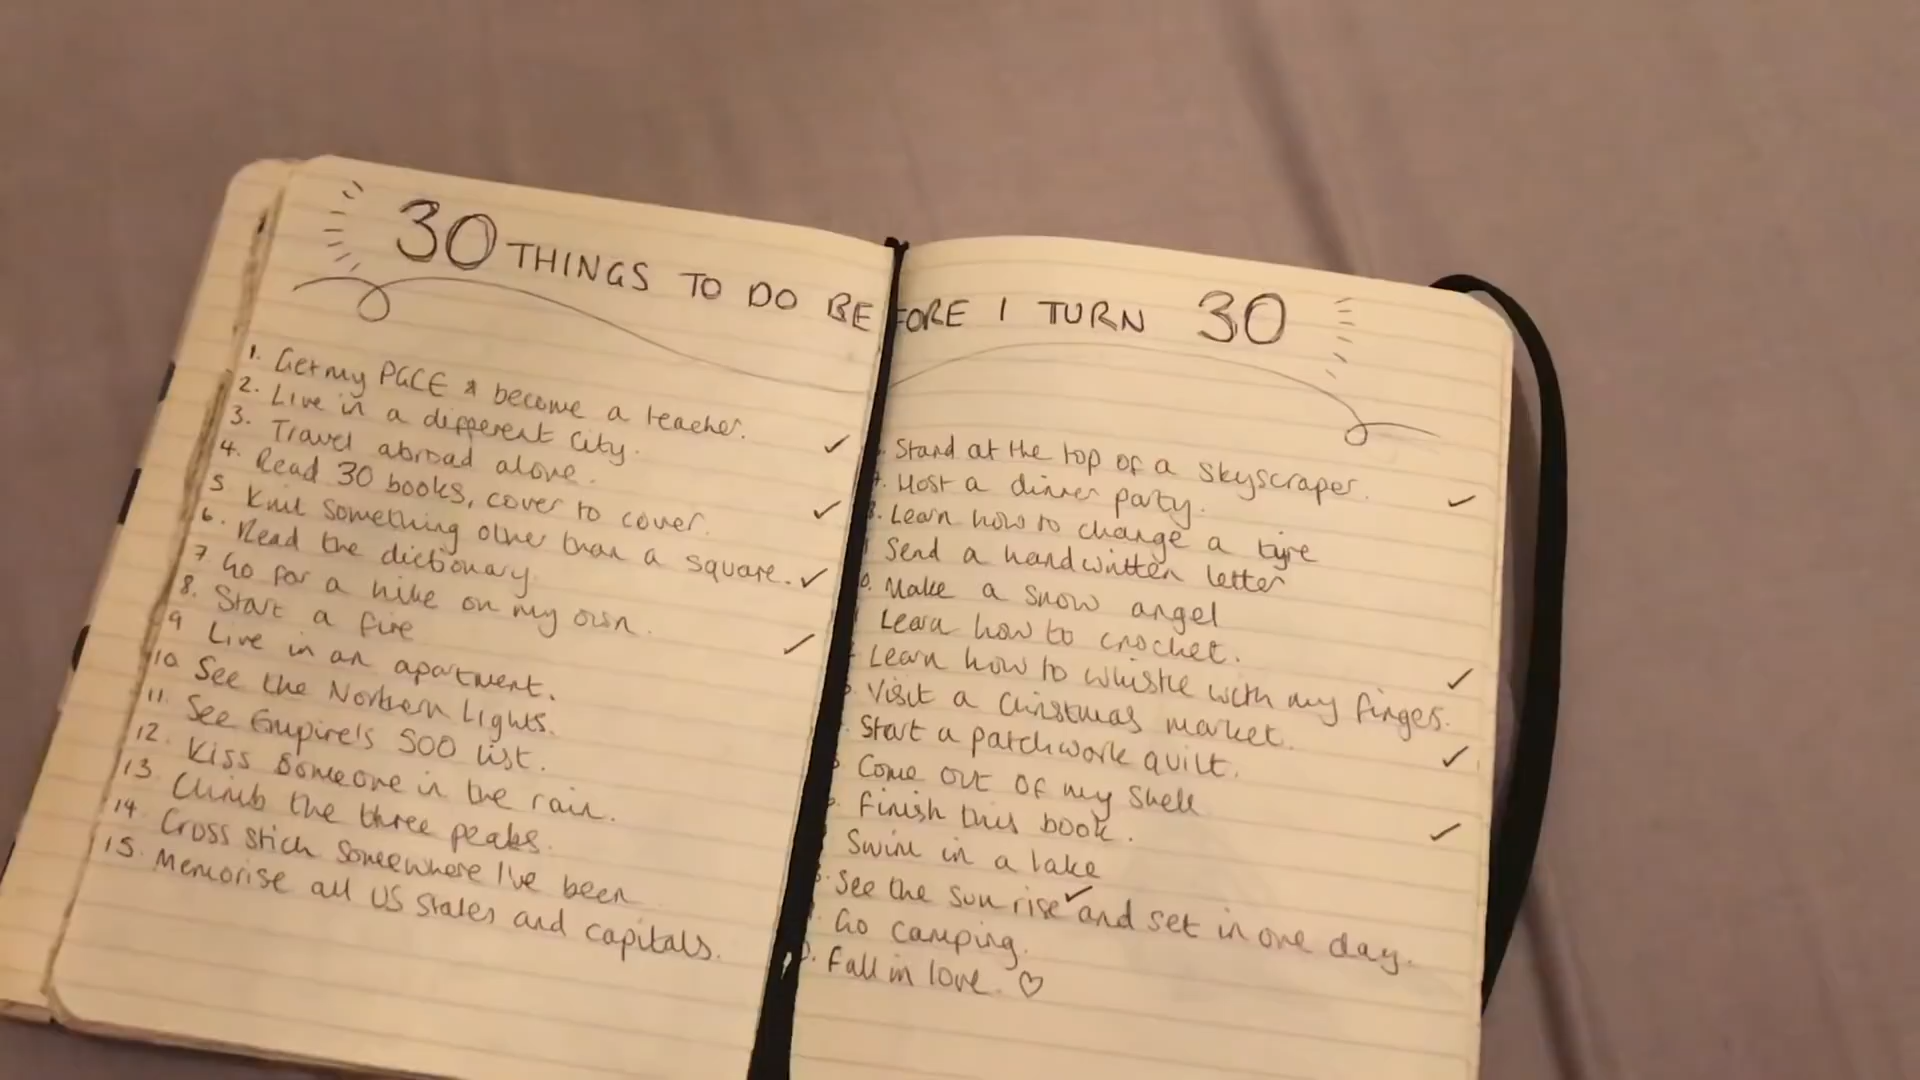 30 THINGS TO DO BEFORE I TURN 30
1. Get my PGCE & become a teacher.
2. Live in a different city. ✓
3. Travel abroad alone.
4. Read 30 books, cover to cover. ✓
5 Knit something other than a square. ✓
6. Read the dictionary
7 Go for a hike on my own. ✓
8. Start a fire
9 Live in an apartment.
10. See the Northern Lights.
11. See Empire's 500 list.
12. Kiss someone in the rain.
13 Climb the three peaks.
14. Cross stich somewhere I've been
15. Memorise all US states and capitals.
Stand at the top of a skyscraper. ✓
Host a dinner party.
8. Learn how to change a tyre
Send a handwritten letter
0. Make a snow angel
Learn how to crochet.
Learn how to whistle with my fingers. ✓
Visit a Christmas market.
Start a patchwork quilt. ✓
Come out of my shell
Finish this book. ✓
Swim in a lake
See the sun rise ✓ and set in one day.
Go camping.
0. Fall in love. ♡